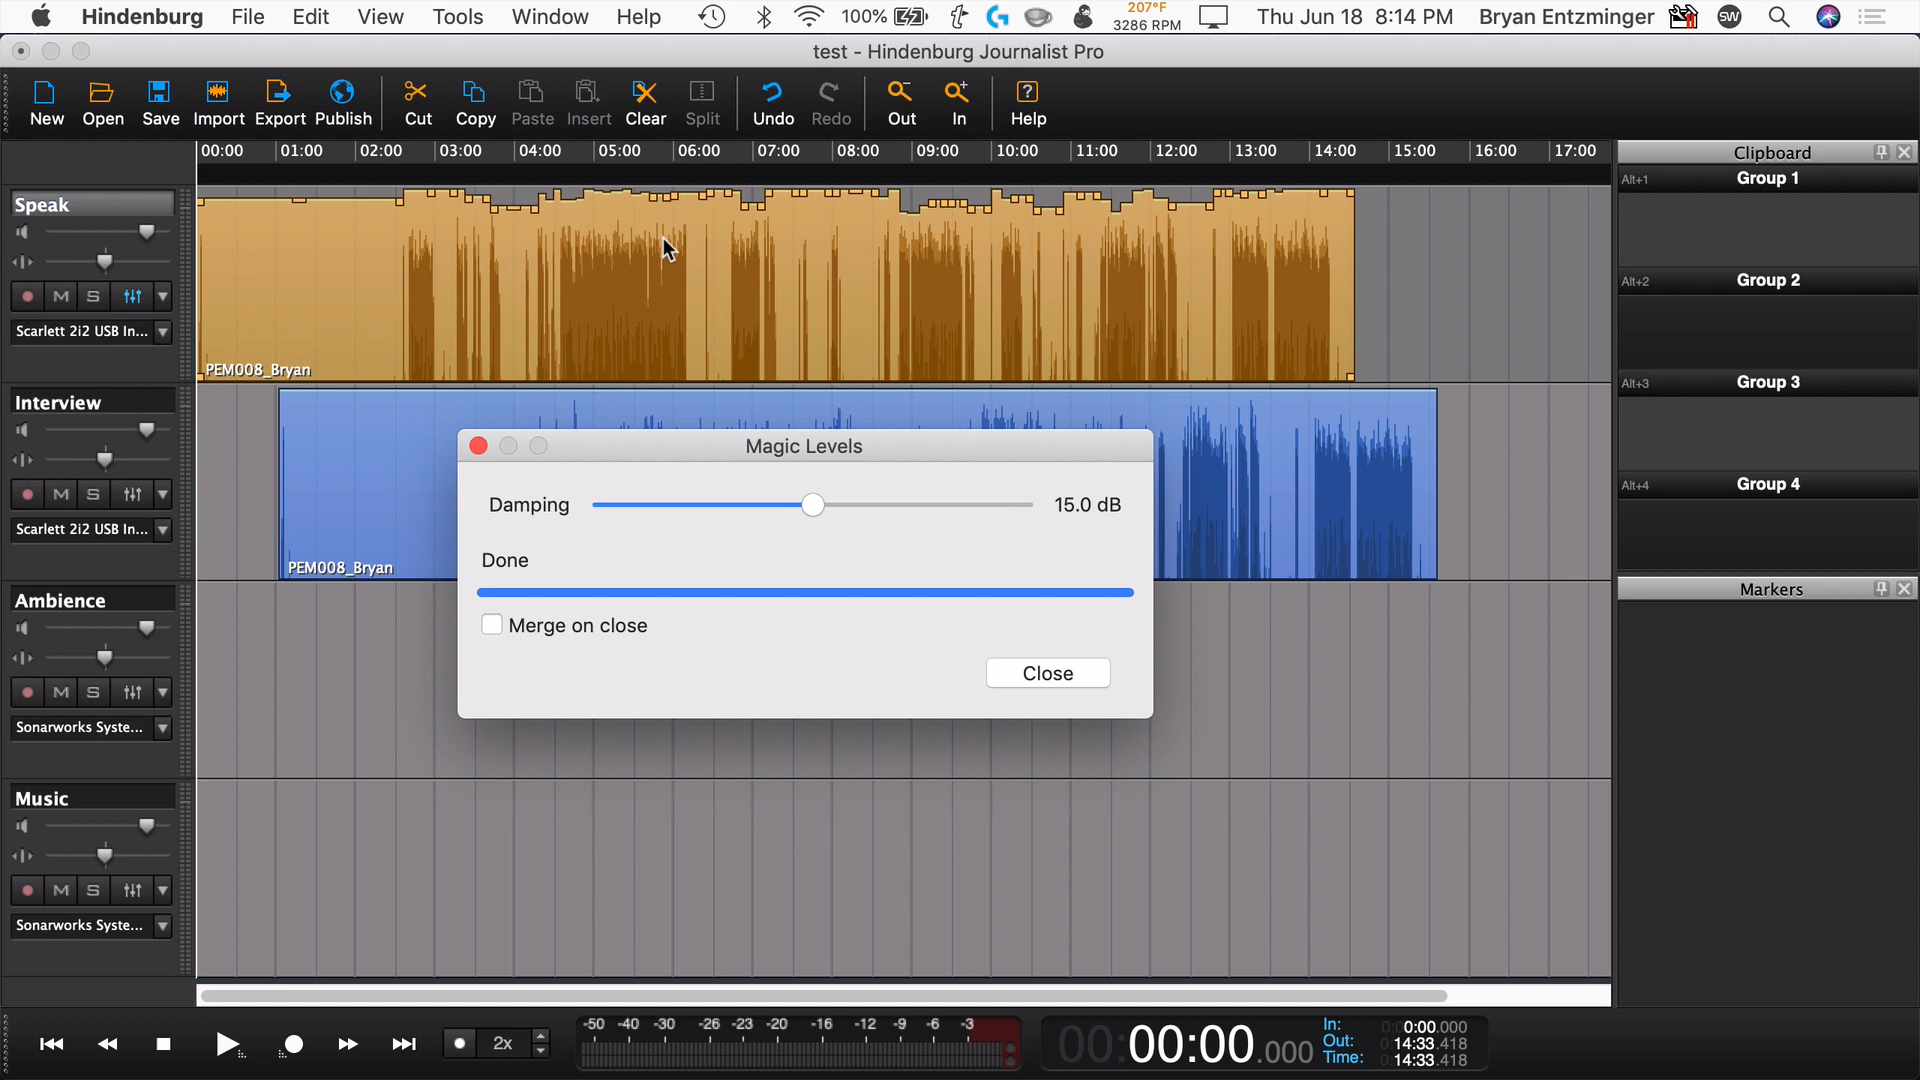 Hindenburg File Edit View Tools Window Help 100% 207°F 3286 RPM Thu Jun 18 8:14 PM Bryan Entzminger SW
test - Hindenburg Journalist Pro
New Open Save Import Export Publish Cut Copy Paste Insert Clear Split Undo Redo Out In Help
00:00 01:00 02:00 03:00 04:00 05:00 06:00 07:00 08:00 09:00 10:00 11:00 12:00 13:00 14:00 15:00 16:00 17:00
Clipboard
Alt+1 Group 1
Alt+2 Group 2
Alt+3 Group 3
Alt+4 Group 4
Markers
Speak
M S
Scarlett 2i2 USB In...
PEM008_Bryan
Interview
M S
Scarlett 2i2 USB In...
PEM008_Bryan
Magic Levels
Damping 15.0 dB
Done
Merge on close
Close
Ambience
M S
Sonarworks Syste...
Music
M S
Sonarworks Syste...
2x
-50 -40 -30 -26 -23 -20 -16 -12 -9 -6 -3
00:00:00.000
In: 0:0:00.000
Out: 0:14:33.418
Time: 0:14:33.418